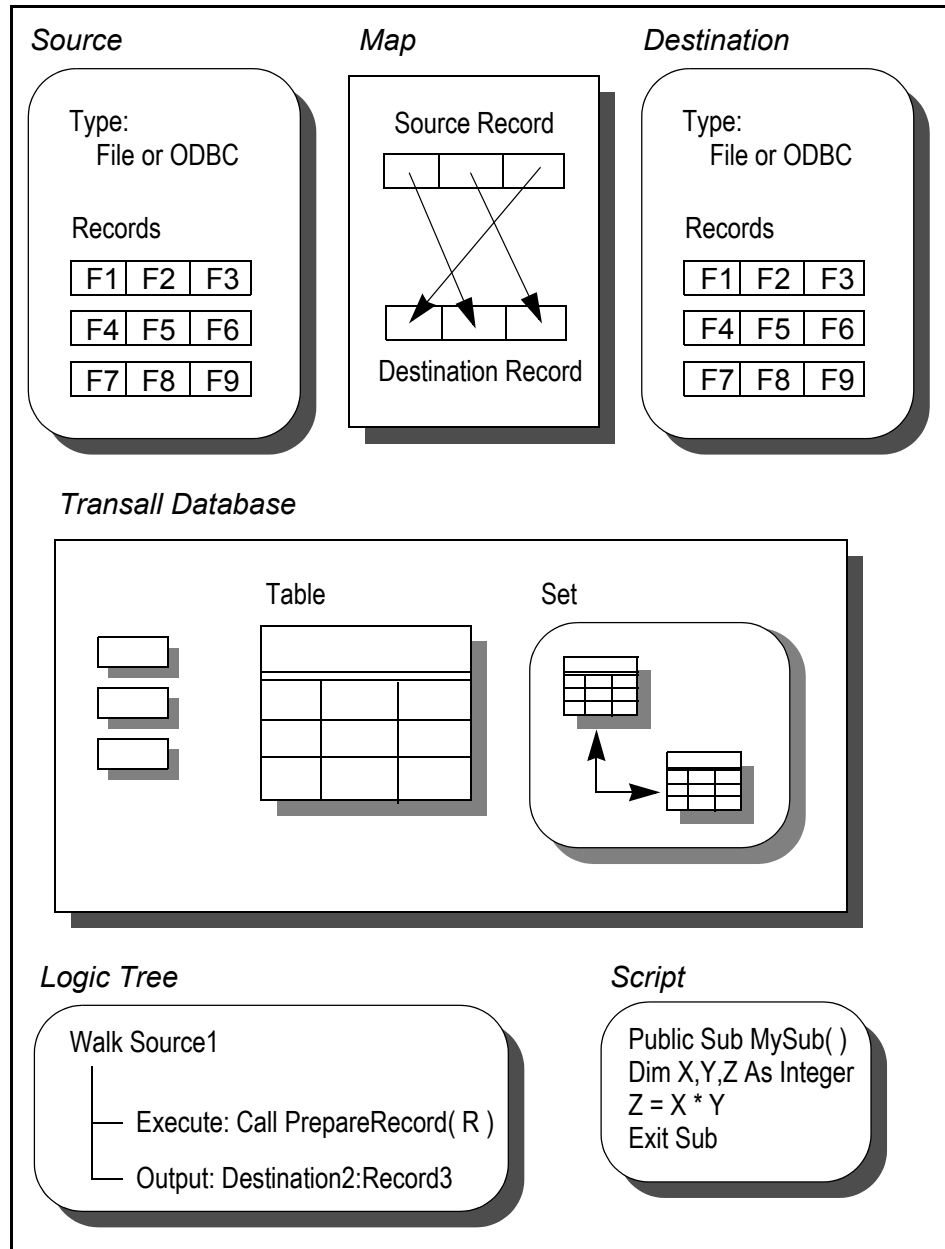 Source
Map
Destination
Type:
File or ODBC
Records
F1 F2 F3
F4 F5 F6
F7 F8 F9
Source Record
Destination Record
Type:
File or ODBC
Records
F1 F2 F3
F4 F5 F6
F7 F8 F9
Transall Database
Table
Set
Logic Tree
Walk Source1
Execute: Call PrepareRecord( R )
Output: Destination2:Record3
Script
Public Sub MySub( )
Dim X,Y,Z As Integer
Z = X * Y
Exit Sub